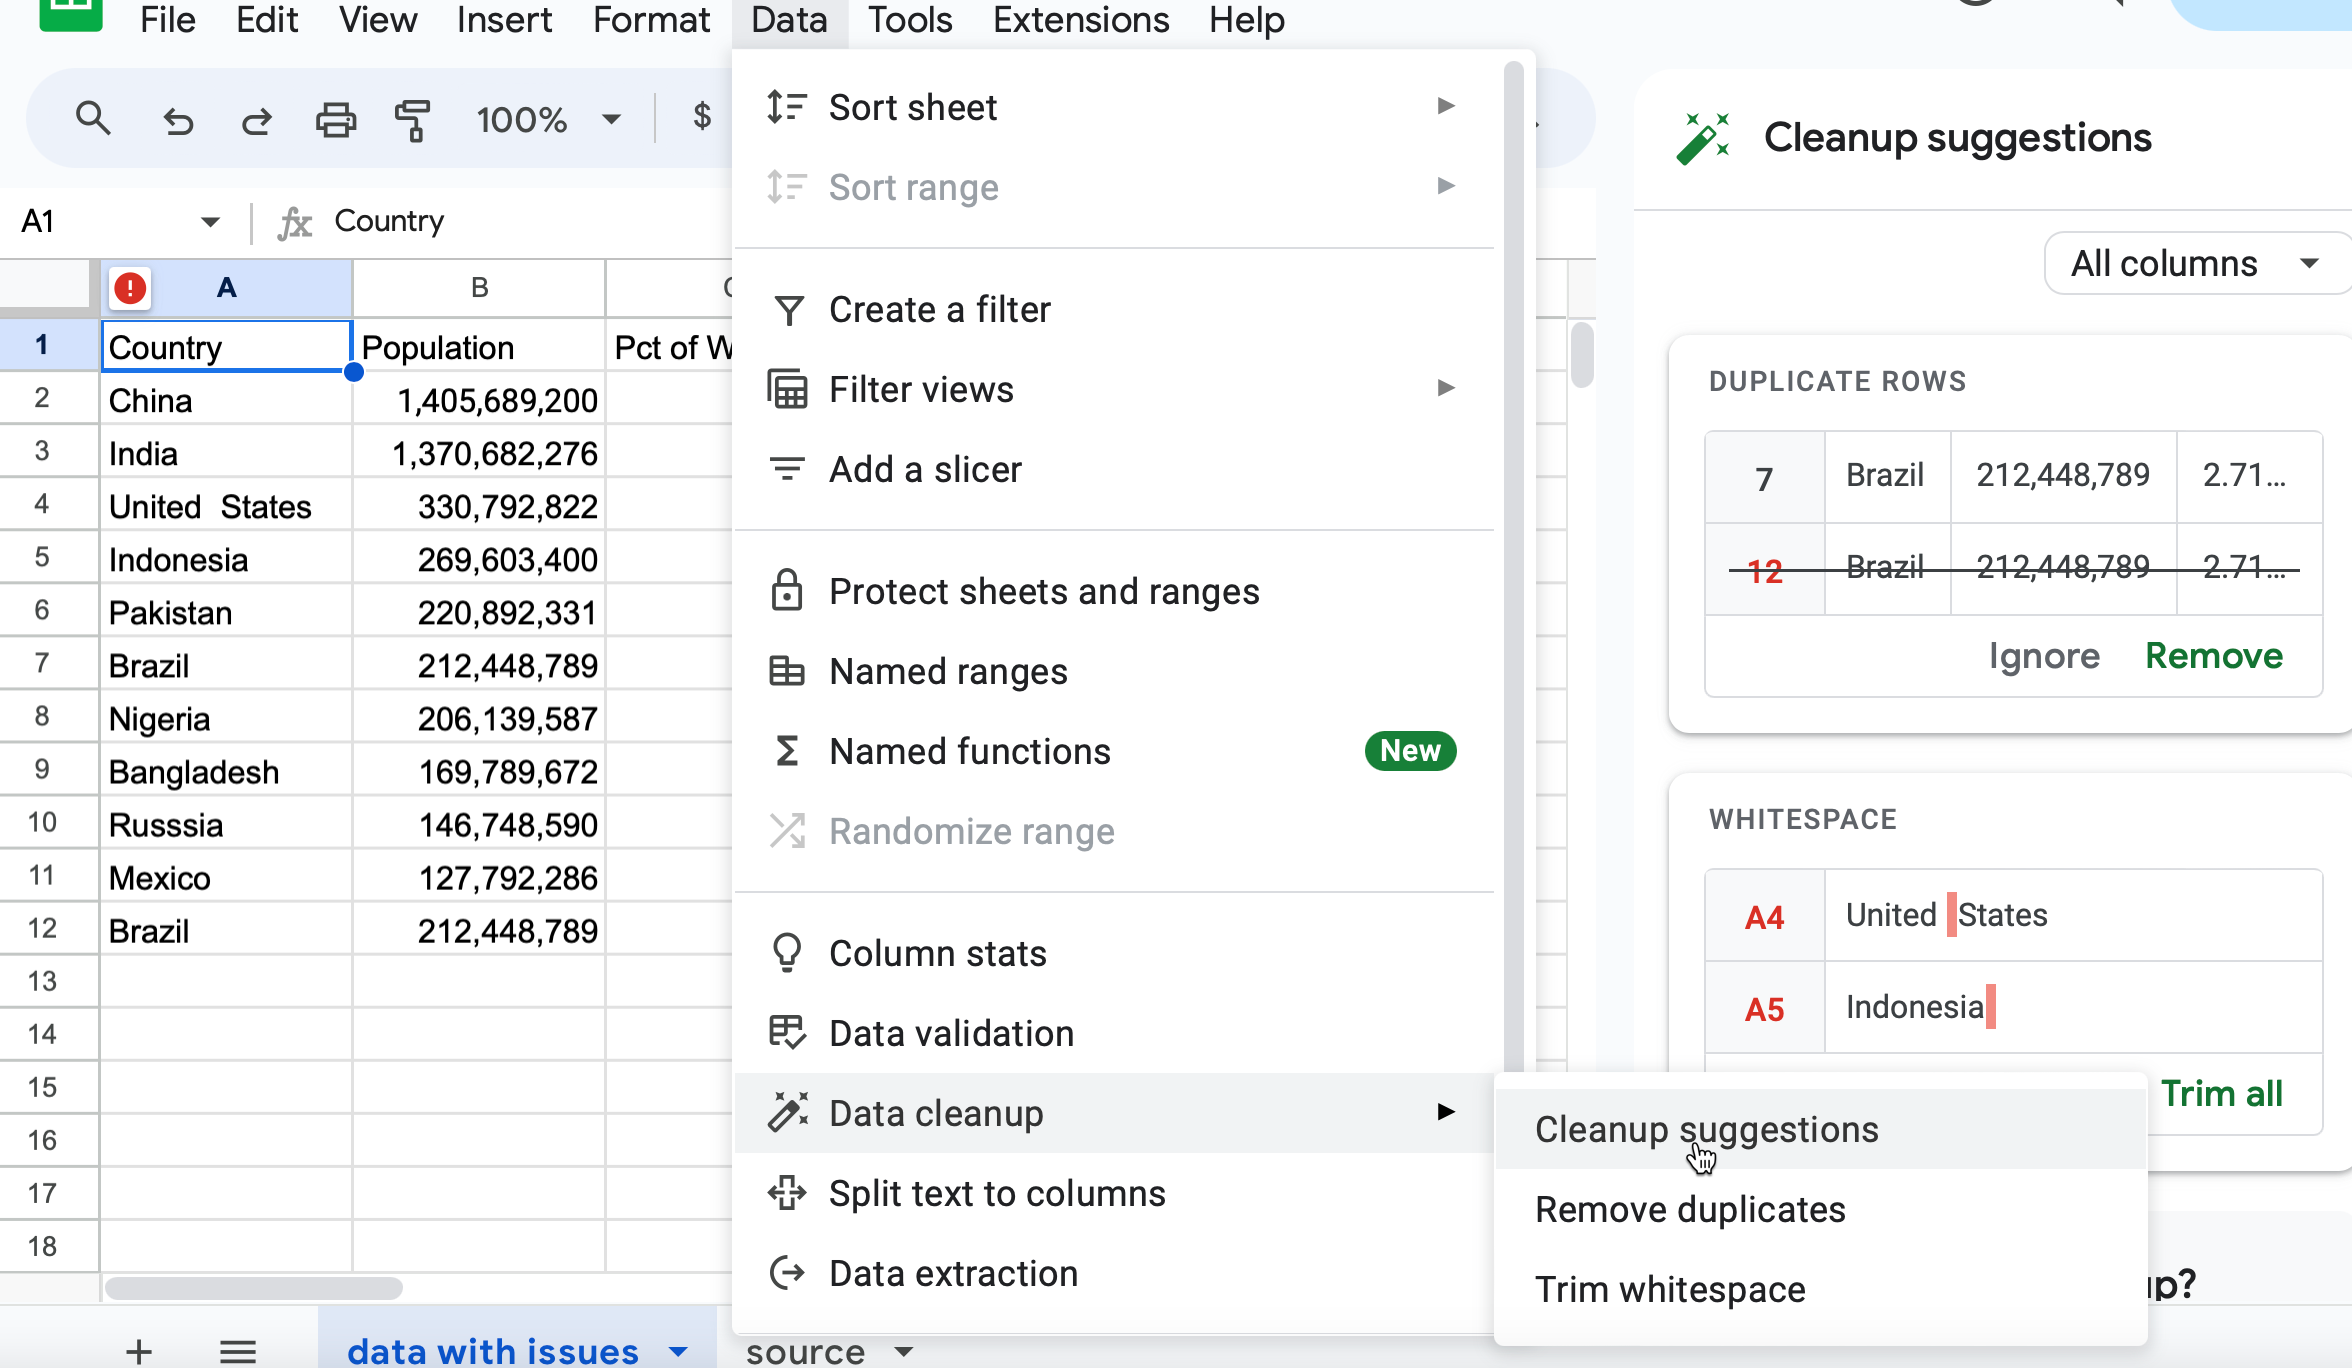 File Edit View Insert Format Data Tools Extensions Help
100% $
A1 fx Country
A B
1 Country Population Pct of W
2 China 1,405,689,200
3 India 1,370,682,276
4 United  States 330,792,822
5 Indonesia 269,603,400
6 Pakistan 220,892,331
7 Brazil 212,448,789
8 Nigeria 206,139,587
9 Bangladesh 169,789,672
10 Russsia 146,748,590
11 Mexico 127,792,286
12 Brazil 212,448,789
13
14
15
16
17
18
data with issues source
Sort sheet
Sort range
Create a filter
Filter views
Add a slicer
Protect sheets and ranges
Named ranges
Named functions New
Randomize range
Column stats
Data validation
Data cleanup
Split text to columns
Data extraction
Cleanup suggestions
Remove duplicates
Trim whitespace
Cleanup suggestions
All columns
DUPLICATE ROWS
7 Brazil 212,448,789 2.71...
12 Brazil 212,448,789 2.71...
Ignore Remove
WHITESPACE
A4 United  States
A5 Indonesia
Trim all
up?